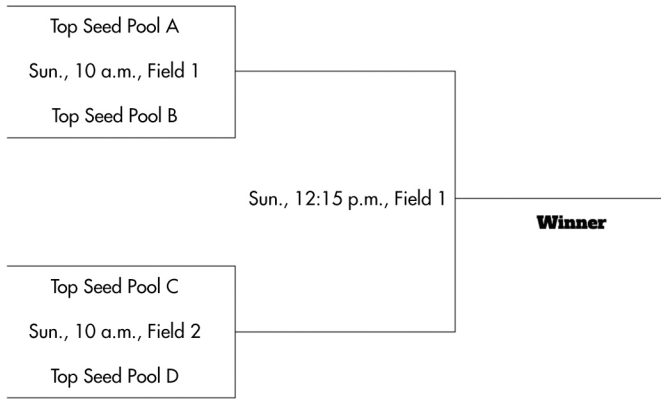 Top Seed Pool A
Sun., 10 a.m., Field 1
Top Seed Pool B
Sun., 12:15 p.m., Field 1
Winner
Top Seed Pool C
Sun., 10 a.m., Field 2
Top Seed Pool D